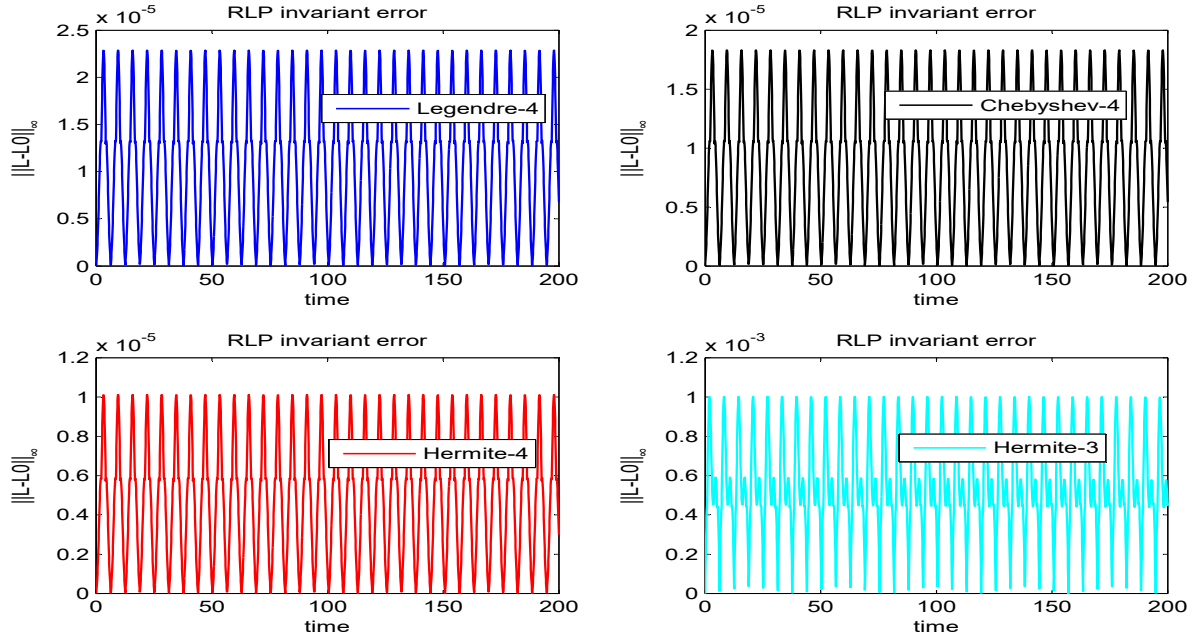 × 10⁻⁵
RLP invariant error
2.5
2
1.5
1
0.5
0
||L-L0||∞
Legendre-4
0 50 100 150 200
time
× 10⁻⁵
RLP invariant error
2
1.5
1
0.5
0
||L-L0||∞
Chebyshev-4
0 50 100 150 200
time
× 10⁻⁵
RLP invariant error
1.2
1
0.8
0.6
0.4
0.2
0
||L-L0||∞
Hermite-4
0 50 100 150 200
time
× 10⁻³
RLP invariant error
1.2
1
0.8
0.6
0.4
0.2
0
||L-L0||∞
Hermite-3
0 50 100 150 200
time